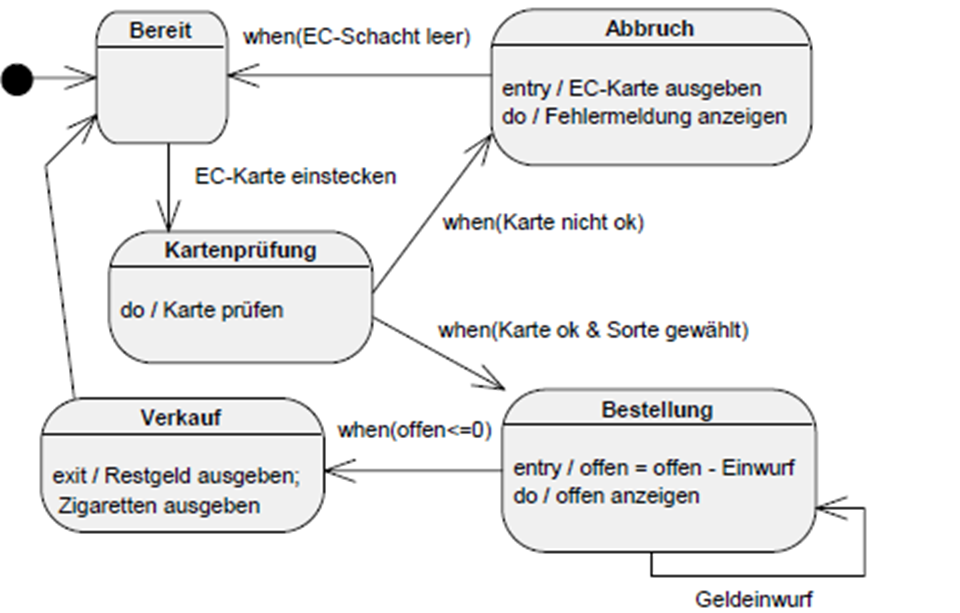 Bereit
when(EC-Schacht leer)
Abbruch
entry / EC-Karte ausgeben
do / Fehlermeldung anzeigen
EC-Karte einstecken
when(Karte nicht ok)
Kartenprüfung
do / Karte prüfen
when(Karte ok & Sorte gewählt)
Verkauf
exit / Restgeld ausgeben;
Zigaretten ausgeben
when(offen<=0)
Bestellung
entry / offen = offen - Einwurf
do / offen anzeigen
Geldeinwurf